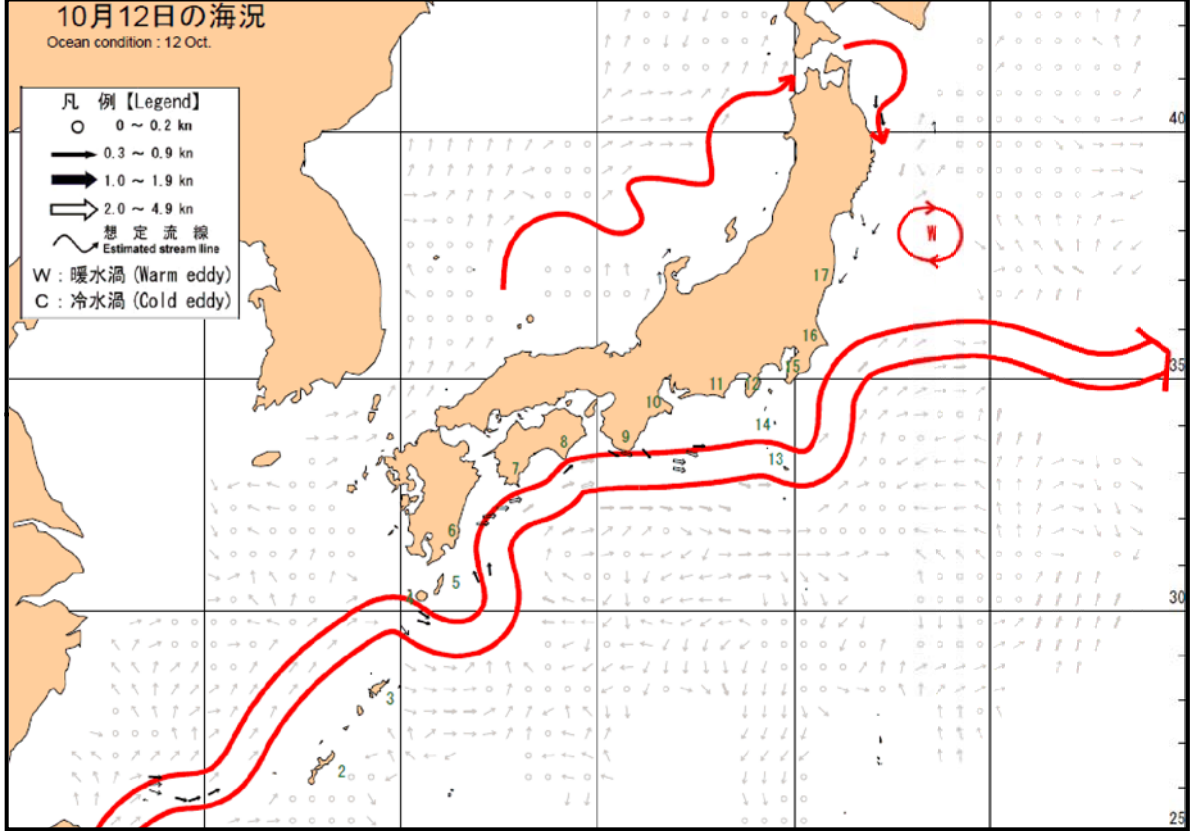 10月12日の海況
Ocean condition : 12 Oct.
凡 例【Legend】
0 ~ 0.2 kn
0.3 ~ 0.9 kn
1.0 ~ 1.9 kn
2.0 ~ 4.9 kn
想 定 流 線
Estimated stream line
W : 暖水渦 (Warm eddy)
C : 冷水渦 (Cold eddy)
40
W
17
16
35
15
12
11
10
14
9
8
13
7
6
5
4
30
3
2
25